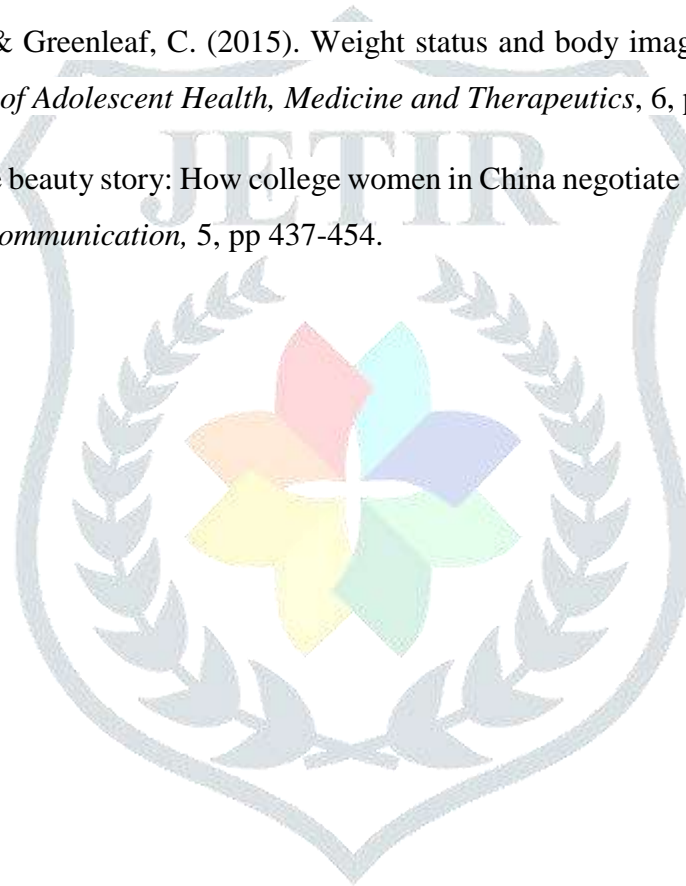 & Greenleaf, C. (2015). Weight status and body imag
of Adolescent Health, Medicine and Therapeutics, 6, p
JETIR
beauty story: How college women in China negotiate
ommunication, 5, pp 437-454.